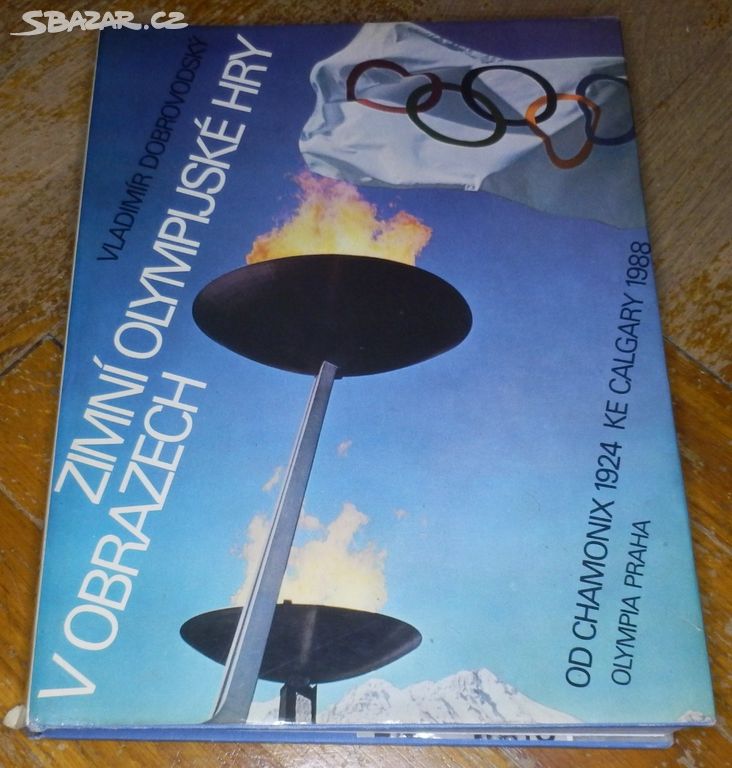 SBAZAR.CZ
VLADIMÍR DOBROVODSKÝ
ZIMNÍ OLYMPIJSKÉ HRY
V OBRAZECH
OD CHAMONIX 1924 KE CALGARY 1988
OLYMPIA PRAHA